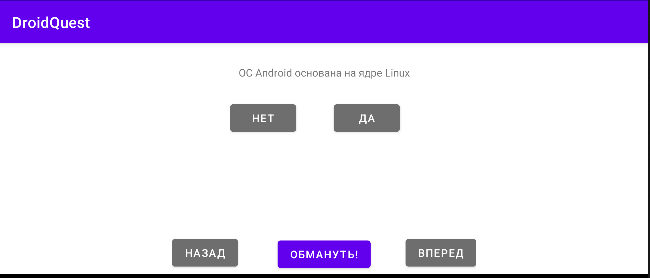 DroidQuest
ОС Android основана на ядре Linux
НЕТ ДА
НАЗАД ОБМАНУТЬ! ВПЕРЕД